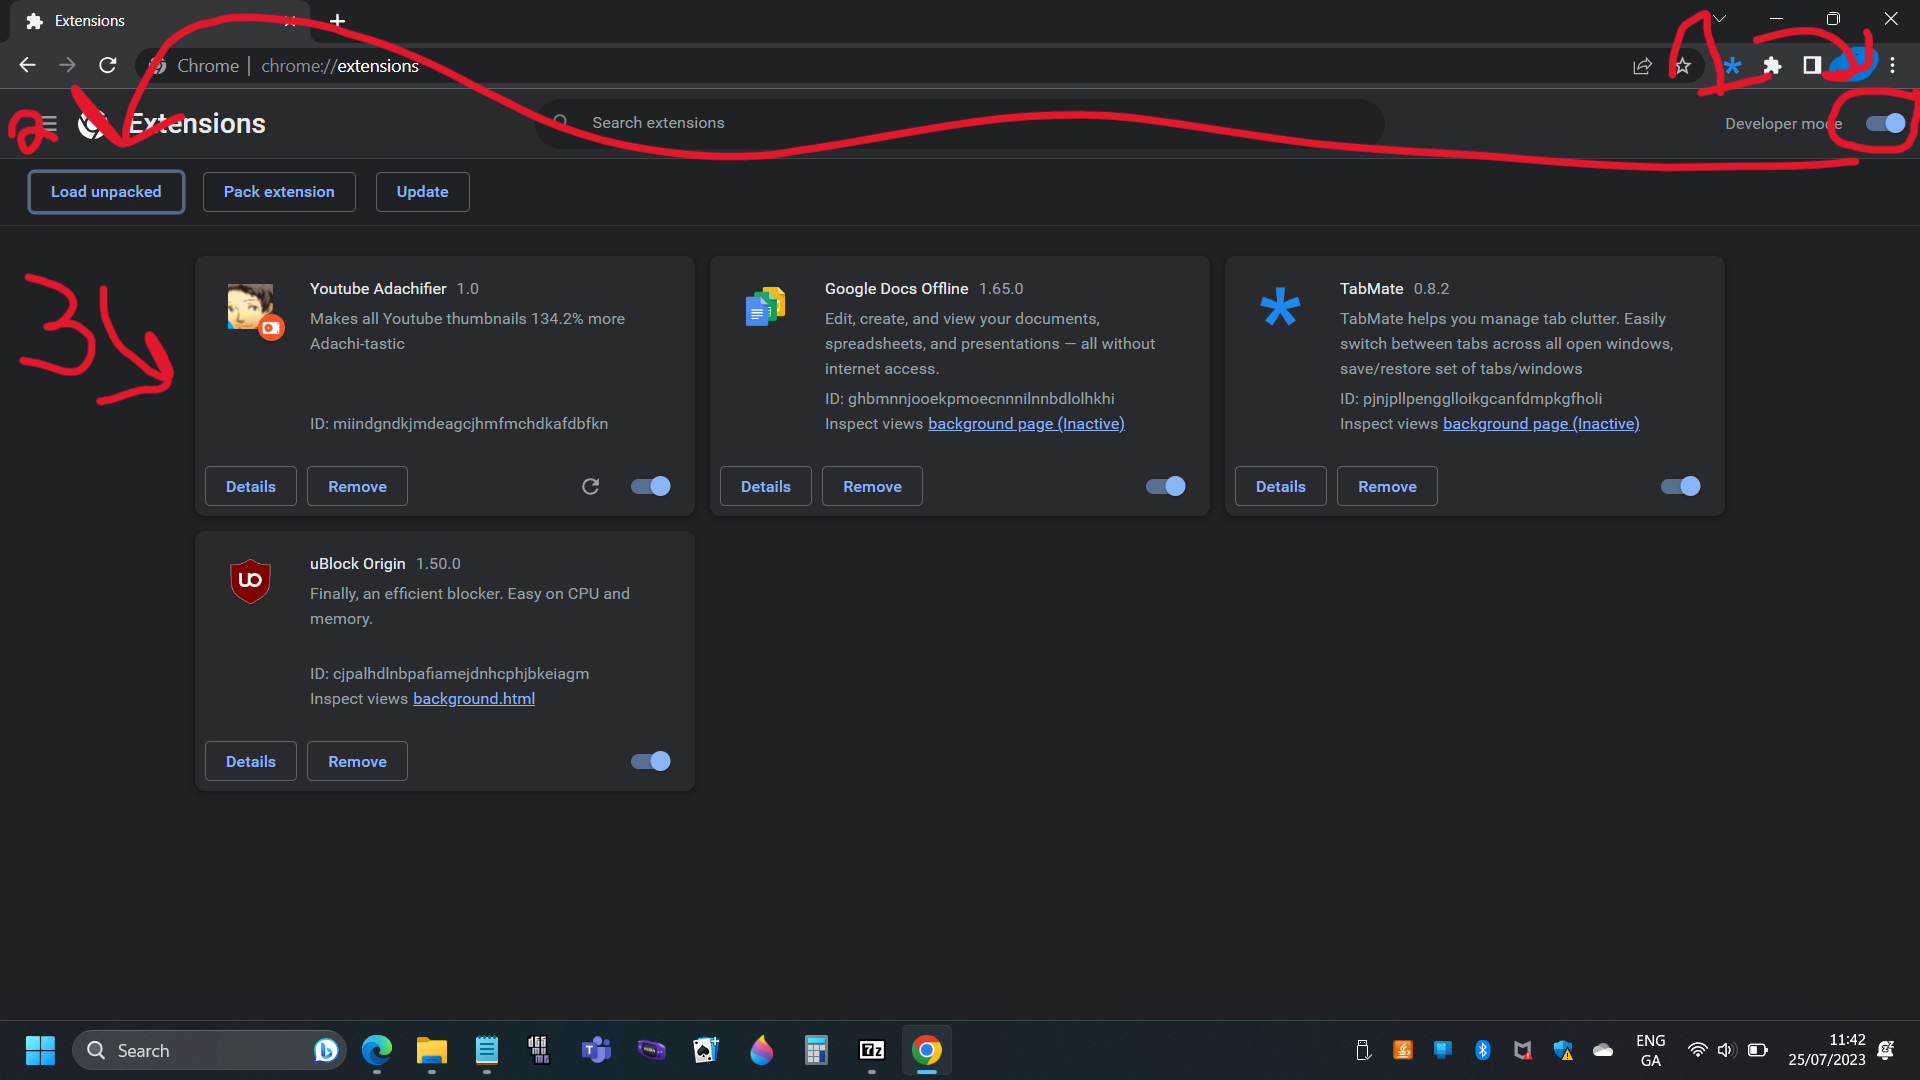 Extensions
Chrome | chrome://extensions
1
2
Extensions
Search extensions
Developer mode
Load unpacked
Pack extension
Update
3
Youtube Adachifier 1.0
Makes all Youtube thumbnails 134.2% more
Adachi-tastic
ID: miindgndkjmdeagcjhmfmchdkafdbfkn
Details
Remove
Google Docs Offline 1.65.0
Edit, create, and view your documents,
spreadsheets, and presentations — all without
internet access.
ID: ghbmnnjooekpmoecnnnilnnbdlolhkhi
Inspect views background page (Inactive)
Details
Remove
TabMate 0.8.2
TabMate helps you manage tab clutter. Easily
switch between tabs across all open windows,
save/restore set of tabs/windows
ID: pjnjpllpengglloikgcanfdmpkgfholi
Inspect views background page (Inactive)
Details
Remove
uBlock Origin 1.50.0
Finally, an efficient blocker. Easy on CPU and
memory.
ID: cjpalhdlnbpafiamejdnhcphjbkeiagm
Inspect views background.html
Details
Remove
Search
7z
ENG
GA
11:42
25/07/2023